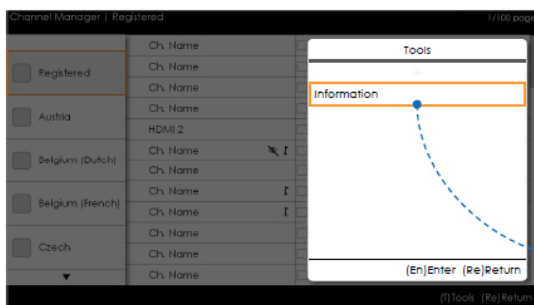 Channel Manager | Registered
1/100 page
Registered
Austria
Belgium (Dutch)
Belgium (French)
Czech
Ch. Name
Ch. Name
Ch. Name
Ch. Name
HDMI 2
Ch. Name
Ch. Name
Ch. Name
Ch. Name
Ch. Name
Ch. Name
Ch. Name
Tools
Information
(En)Enter (Re)Return
(T)Tools (Re)Return